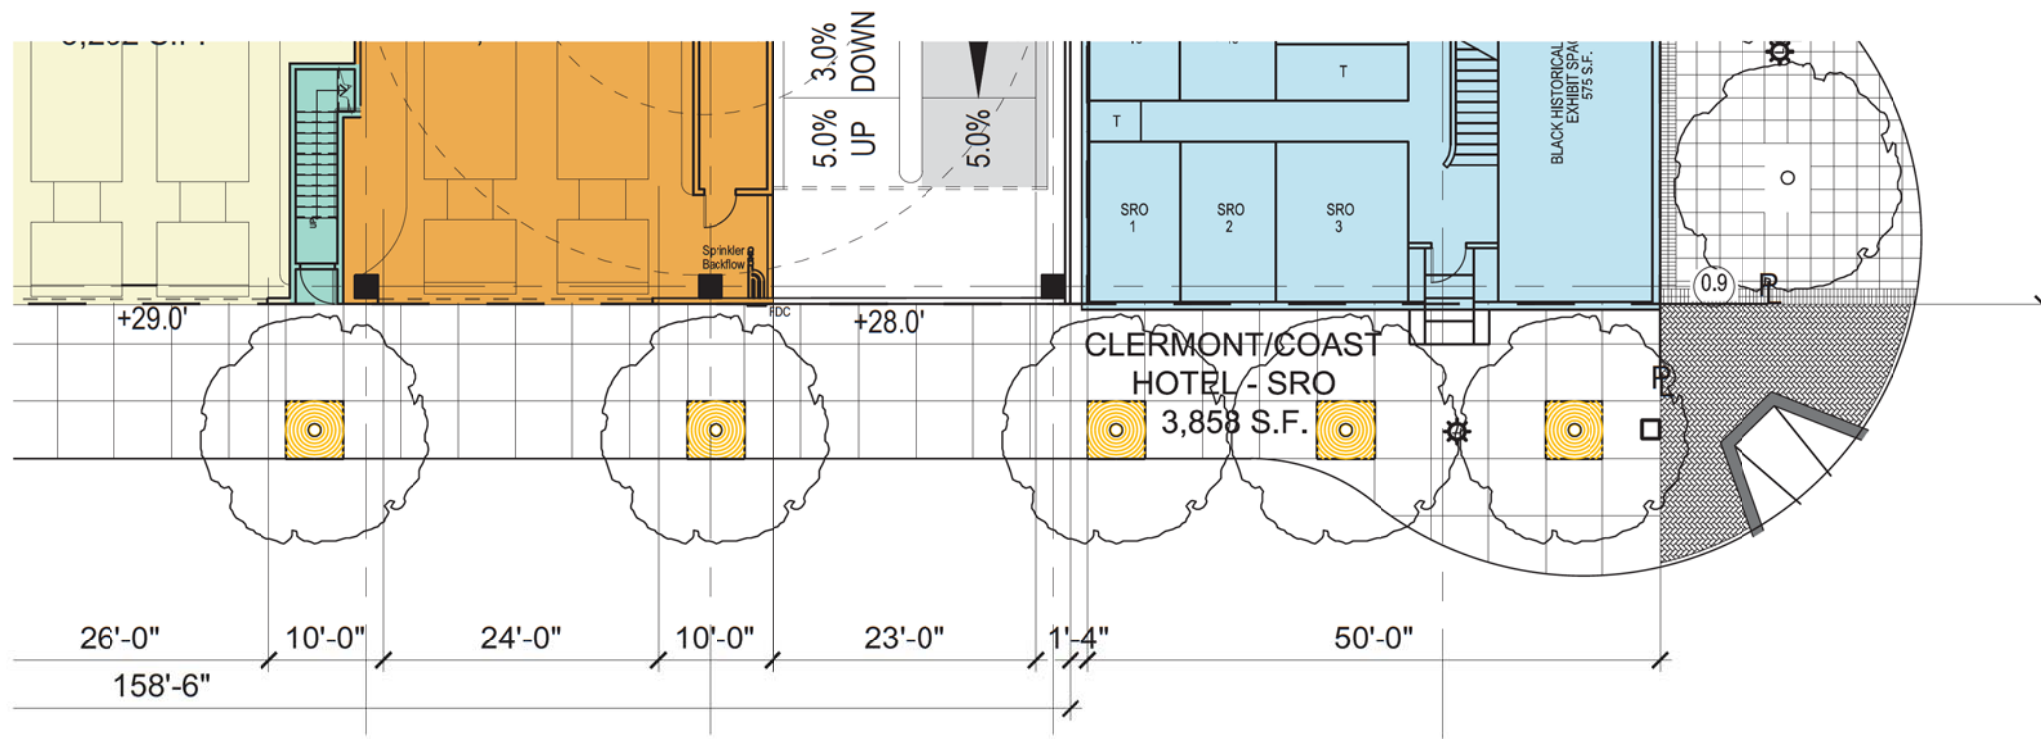 3.0%
DOWN
5.0%
UP
5.0%
T
T
BLACK HISTORICAL
575 S.F.
SRO
1
SRO
2
SRO
3
Sprinkler
Backflow
0.9
+29.0'
FDC
+28.0'
CLERMONT/COAST
HOTEL - SRO
3,858 S.F.
26'-0"
10'-0"
24'-0"
10'-0"
23'-0"
1'-4"
50'-0"
158'-6"